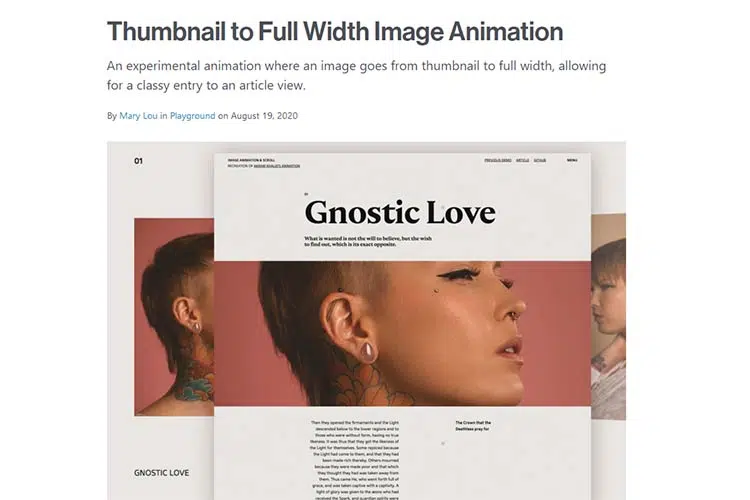 Thumbnail to Full Width Image Animation
An experimental animation where an image goes from thumbnail to full width, allowing
for a classy entry to an article view.
By Mary Lou in Playground on August 19, 2020
01
IMAGE ANIMATION & SCROLL
RECREATION OF
PREVIOUS DEMO ARTICLE GITHUB MENU
Gnostic Love
What is wanted is not the will to believe, but the wish
to find out, which is its exact opposite.
Then they opened the firmaments and the Light
descended below to the lower regions and to
those who were without form, having no true
likeness. It was thus that they got the likeness of
the Light for themselves. Some rejoiced because
the Light had come to them, and that they had
been made rich thereby. Others mourned
because they were made poor and that which
they thought they had was taken away from
them. Thus came He, who went forth full of
grace, and was taken captive with a captivity. A
light of glory was given to the aeons who had
received the Spark, and guardian spirits were
The Crown that the
Deathless pray for
GNOSTIC LOVE